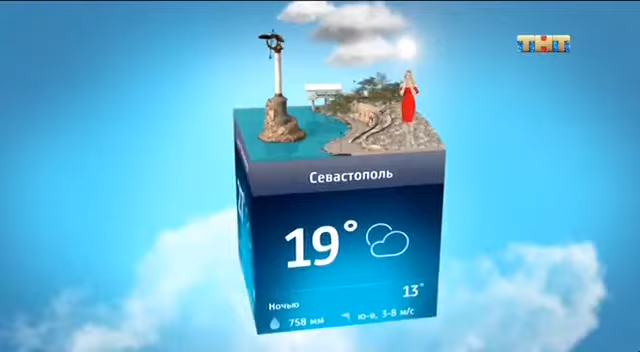 ТНТ
Севастополь
19°
Ночью 13°
758 мм ю-в, 3-8 м/с